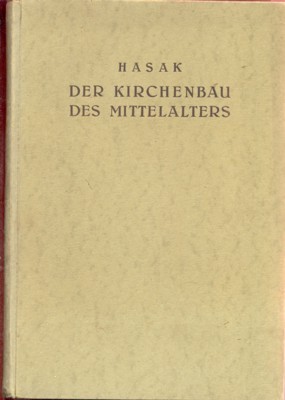 HASAK
DER KIRCHENBAU
DES MITTELALTERS